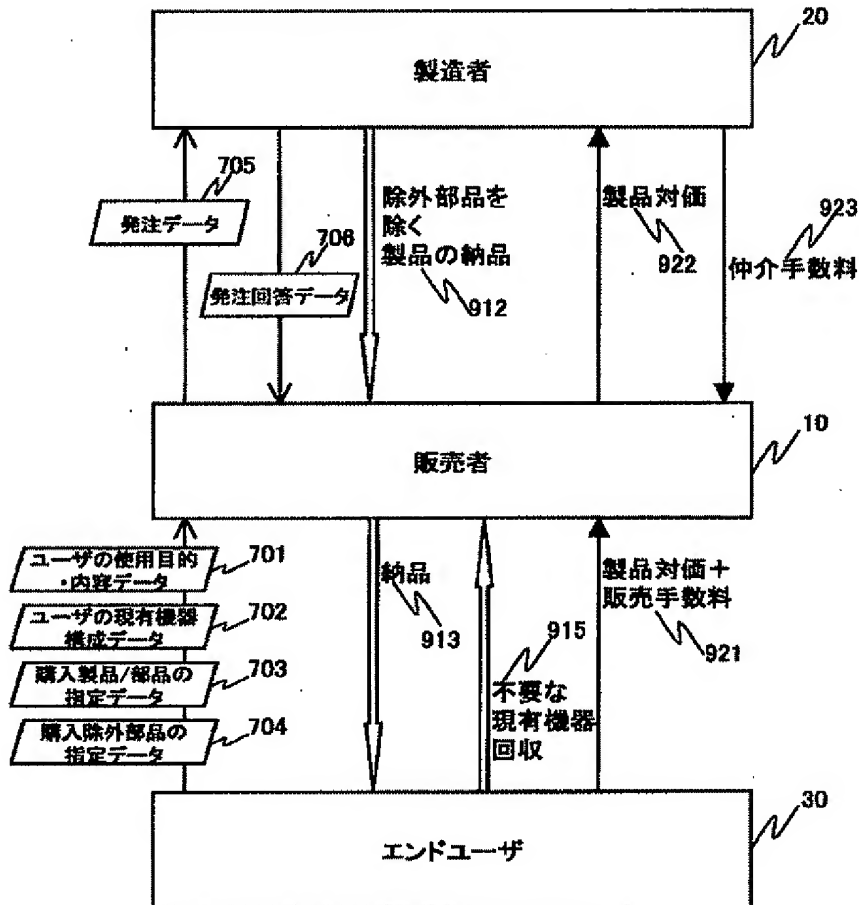 20
製造者
705
発注データ
706
発注回答データ
除外部品を
除く
製品の納品
912
製品対価
922
923
仲介手数料
10
販売者
ユーザの使用目的
・内容データ
701
ユーザの現有機器
構成データ
702
購入製品/部品の
指定データ
703
購入除外部品の
指定データ
704
納品
913
915
不要な
現有機器
回収
製品対価+
販売手数料
921
30
エンドユーザ